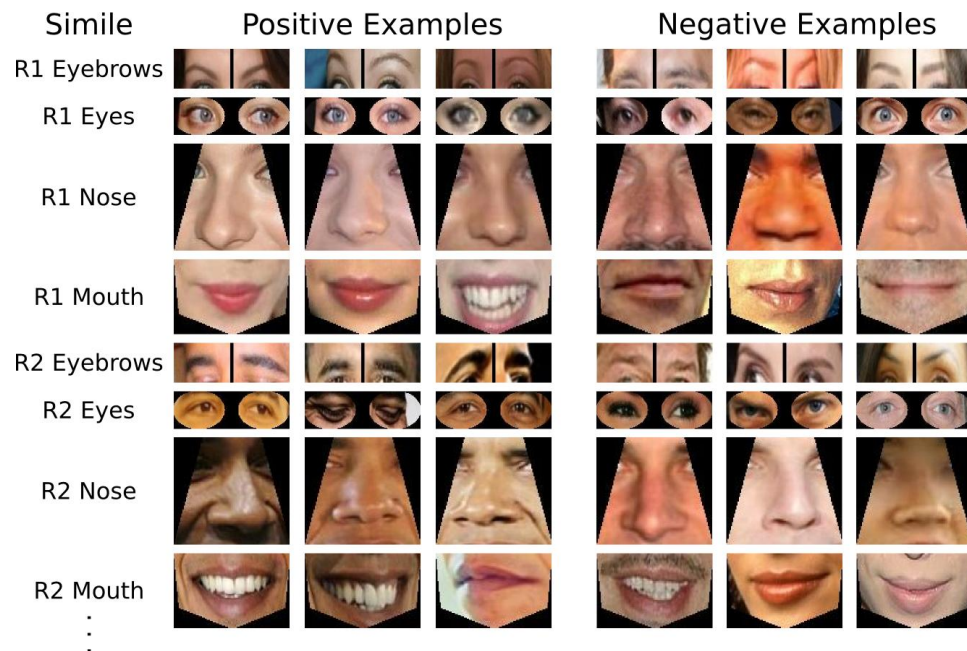 Simile Positive Examples Negative Examples
R1 Eyebrows
R1 Eyes
R1 Nose
R1 Mouth
R2 Eyebrows
R2 Eyes
R2 Nose
R2 Mouth